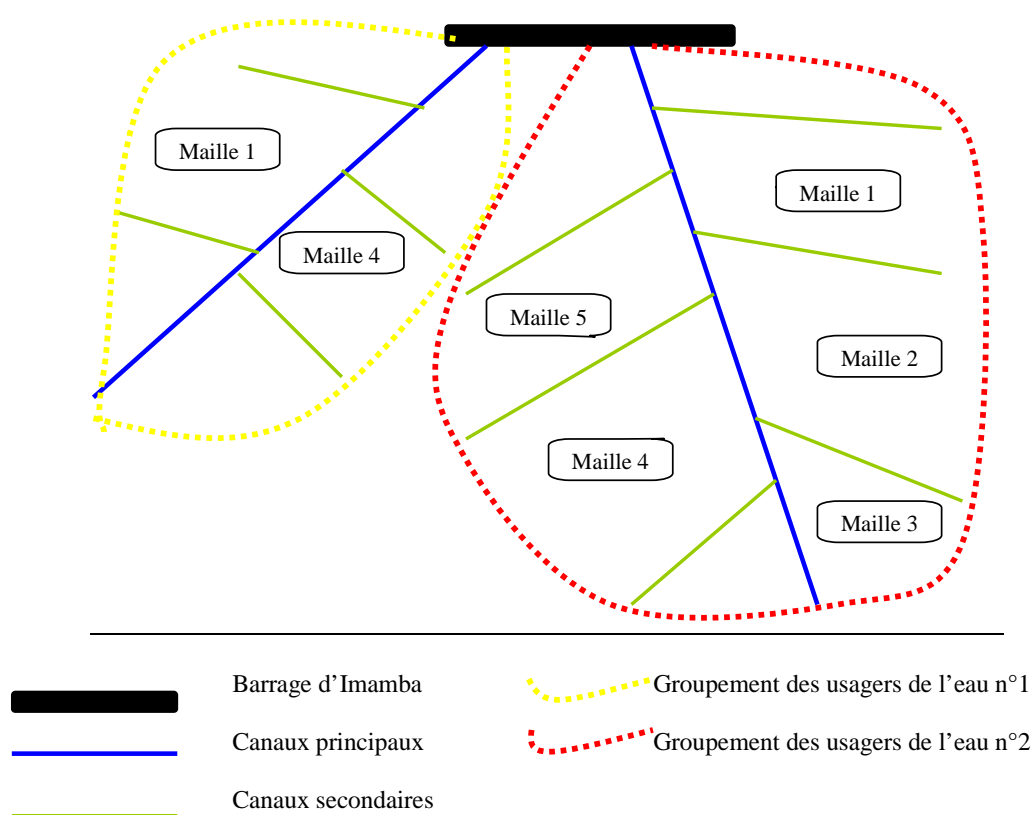 Maille 1
Maille 1
Maille 4
Maille 5
Maille 2
Maille 4
Maille 3
Barrage d'Imamba
Groupement des usagers de l'eau n°1
Canaux principaux
Groupement des usagers de l'eau n°2
Canaux secondaires